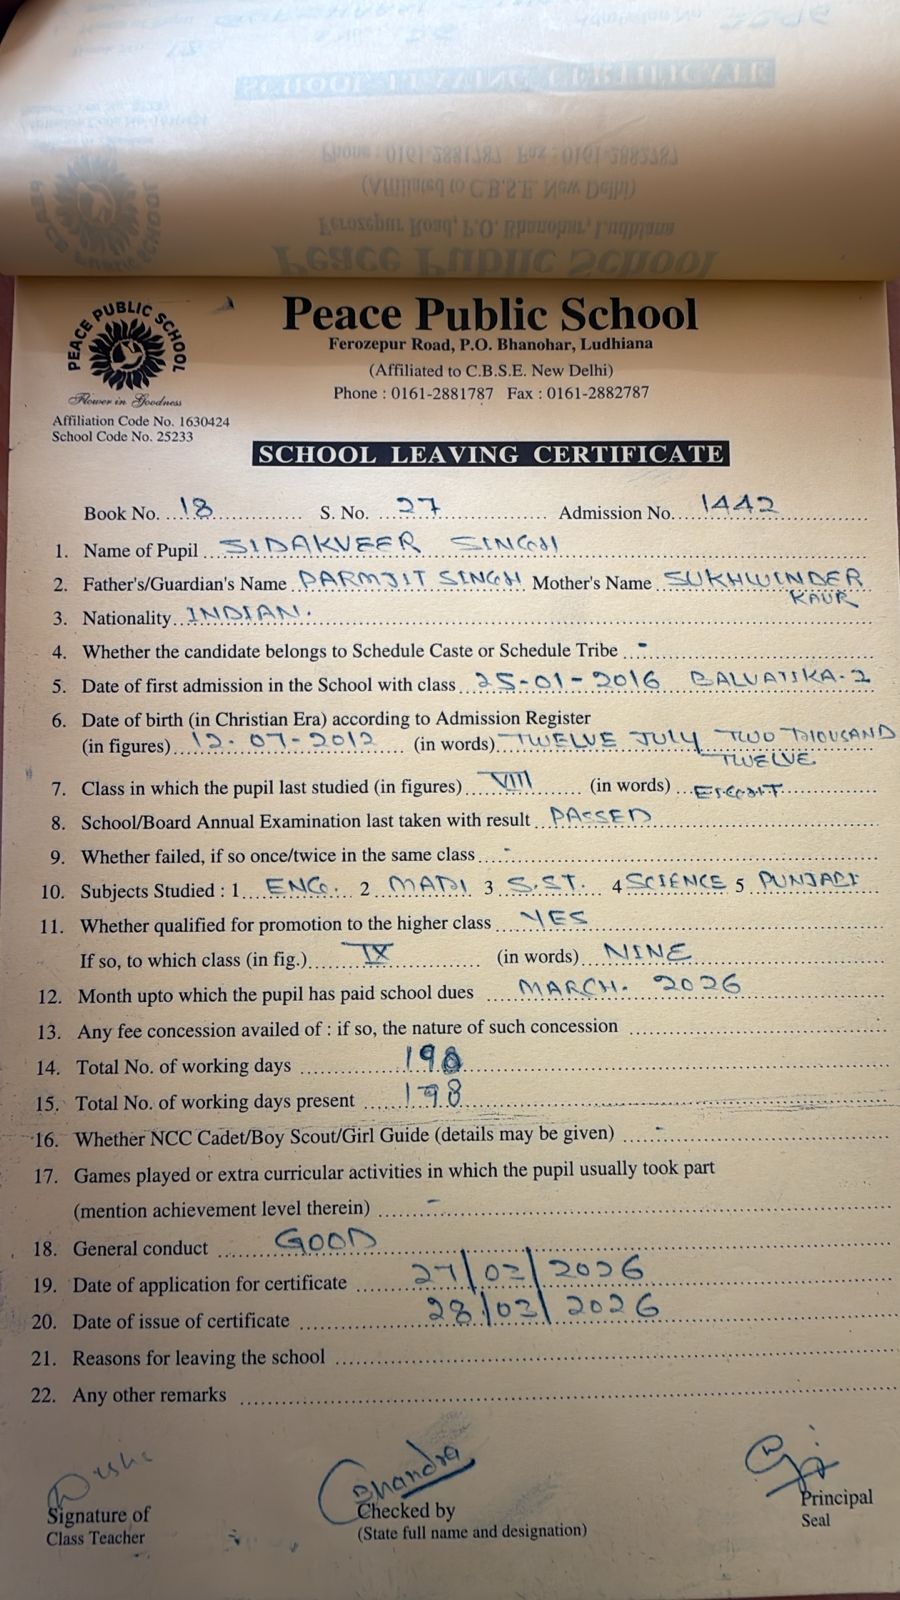 PEACE PUBLIC SCHOOL
Flower in Goodness
Affiliation Code No. 1630424
School Code No. 25233
Peace Public School
Ferozepur Road, P.O. Bhanohar, Ludhiana
(Affiliated to C.B.S.E. New Delhi)
Phone : 0161-2881787 Fax : 0161-2882787
SCHOOL LEAVING CERTIFICATE
Book No. 18 S. No. 27 Admission No. 1442
1. Name of Pupil SIDAKVEER SINGH
2. Father's/Guardian's Name PARMJIT SINGH Mother's Name SUKHWINDER KAUR
3. Nationality INDIAN.
4. Whether the candidate belongs to Schedule Caste or Schedule Tribe -
5. Date of first admission in the School with class 25-01-2016 BALVATIKA-2
6. Date of birth (in Christian Era) according to Admission Register
(in figures) 12-07-2012 (in words) TWELVE JULY TWO THOUSAND TWELVE
7. Class in which the pupil last studied (in figures) VIII (in words) EIGHT
8. School/Board Annual Examination last taken with result PASSED
9. Whether failed, if so once/twice in the same class -
10. Subjects Studied : 1 ENG. 2 MATH 3 S.ST. 4 SCIENCE 5 PUNJABI
11. Whether qualified for promotion to the higher class YES
If so, to which class (in fig.) IX (in words) NINE
12. Month upto which the pupil has paid school dues MARCH. 2026
13. Any fee concession availed of : if so, the nature of such concession
14. Total No. of working days 198
15. Total No. of working days present 198
16. Whether NCC Cadet/Boy Scout/Girl Guide (details may be given) -
17. Games played or extra curricular activities in which the pupil usually took part
(mention achievement level therein) -
18. General conduct GOOD
19. Date of application for certificate 27/03/2026
20. Date of issue of certificate 28/03/2026
21. Reasons for leaving the school
22. Any other remarks
Chandra
Signature of
Class Teacher
Checked by
(State full name and designation)
Principal
Seal